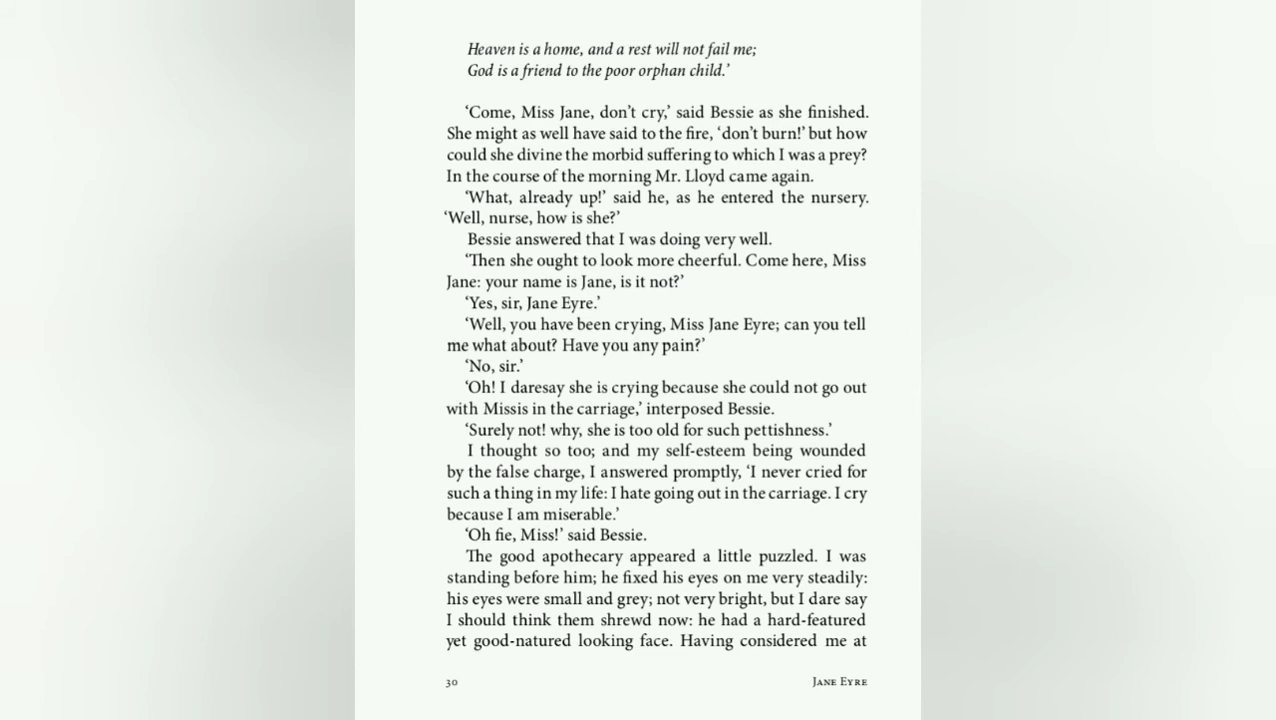 Heaven is a home, and a rest will not fail me;
God is a friend to the poor orphan child.’
‘Come, Miss Jane, don’t cry,’ said Bessie as she finished.
She might as well have said to the fire, ‘don’t burn!’ but how
could she divine the morbid suffering to which I was a prey?
In the course of the morning Mr. Lloyd came again.
‘What, already up!’ said he, as he entered the nursery.
‘Well, nurse, how is she?’
Bessie answered that I was doing very well.
‘Then she ought to look more cheerful. Come here, Miss
Jane: your name is Jane, is it not?’
‘Yes, sir, Jane Eyre.’
‘Well, you have been crying, Miss Jane Eyre; can you tell
me what about? Have you any pain?’
‘No, sir.’
‘Oh! I daresay she is crying because she could not go out
with Missis in the carriage,’ interposed Bessie.
‘Surely not! why, she is too old for such pettishness.’
I thought so too; and my self-esteem being wounded
by the false charge, I answered promptly, ‘I never cried for
such a thing in my life: I hate going out in the carriage. I cry
because I am miserable.’
‘Oh fie, Miss!’ said Bessie.
The good apothecary appeared a little puzzled. I was
standing before him; he fixed his eyes on me very steadily:
his eyes were small and grey; not very bright, but I dare say
I should think them shrewd now: he had a hard-featured
yet good-natured looking face. Having considered me at
30 Jane Eyre